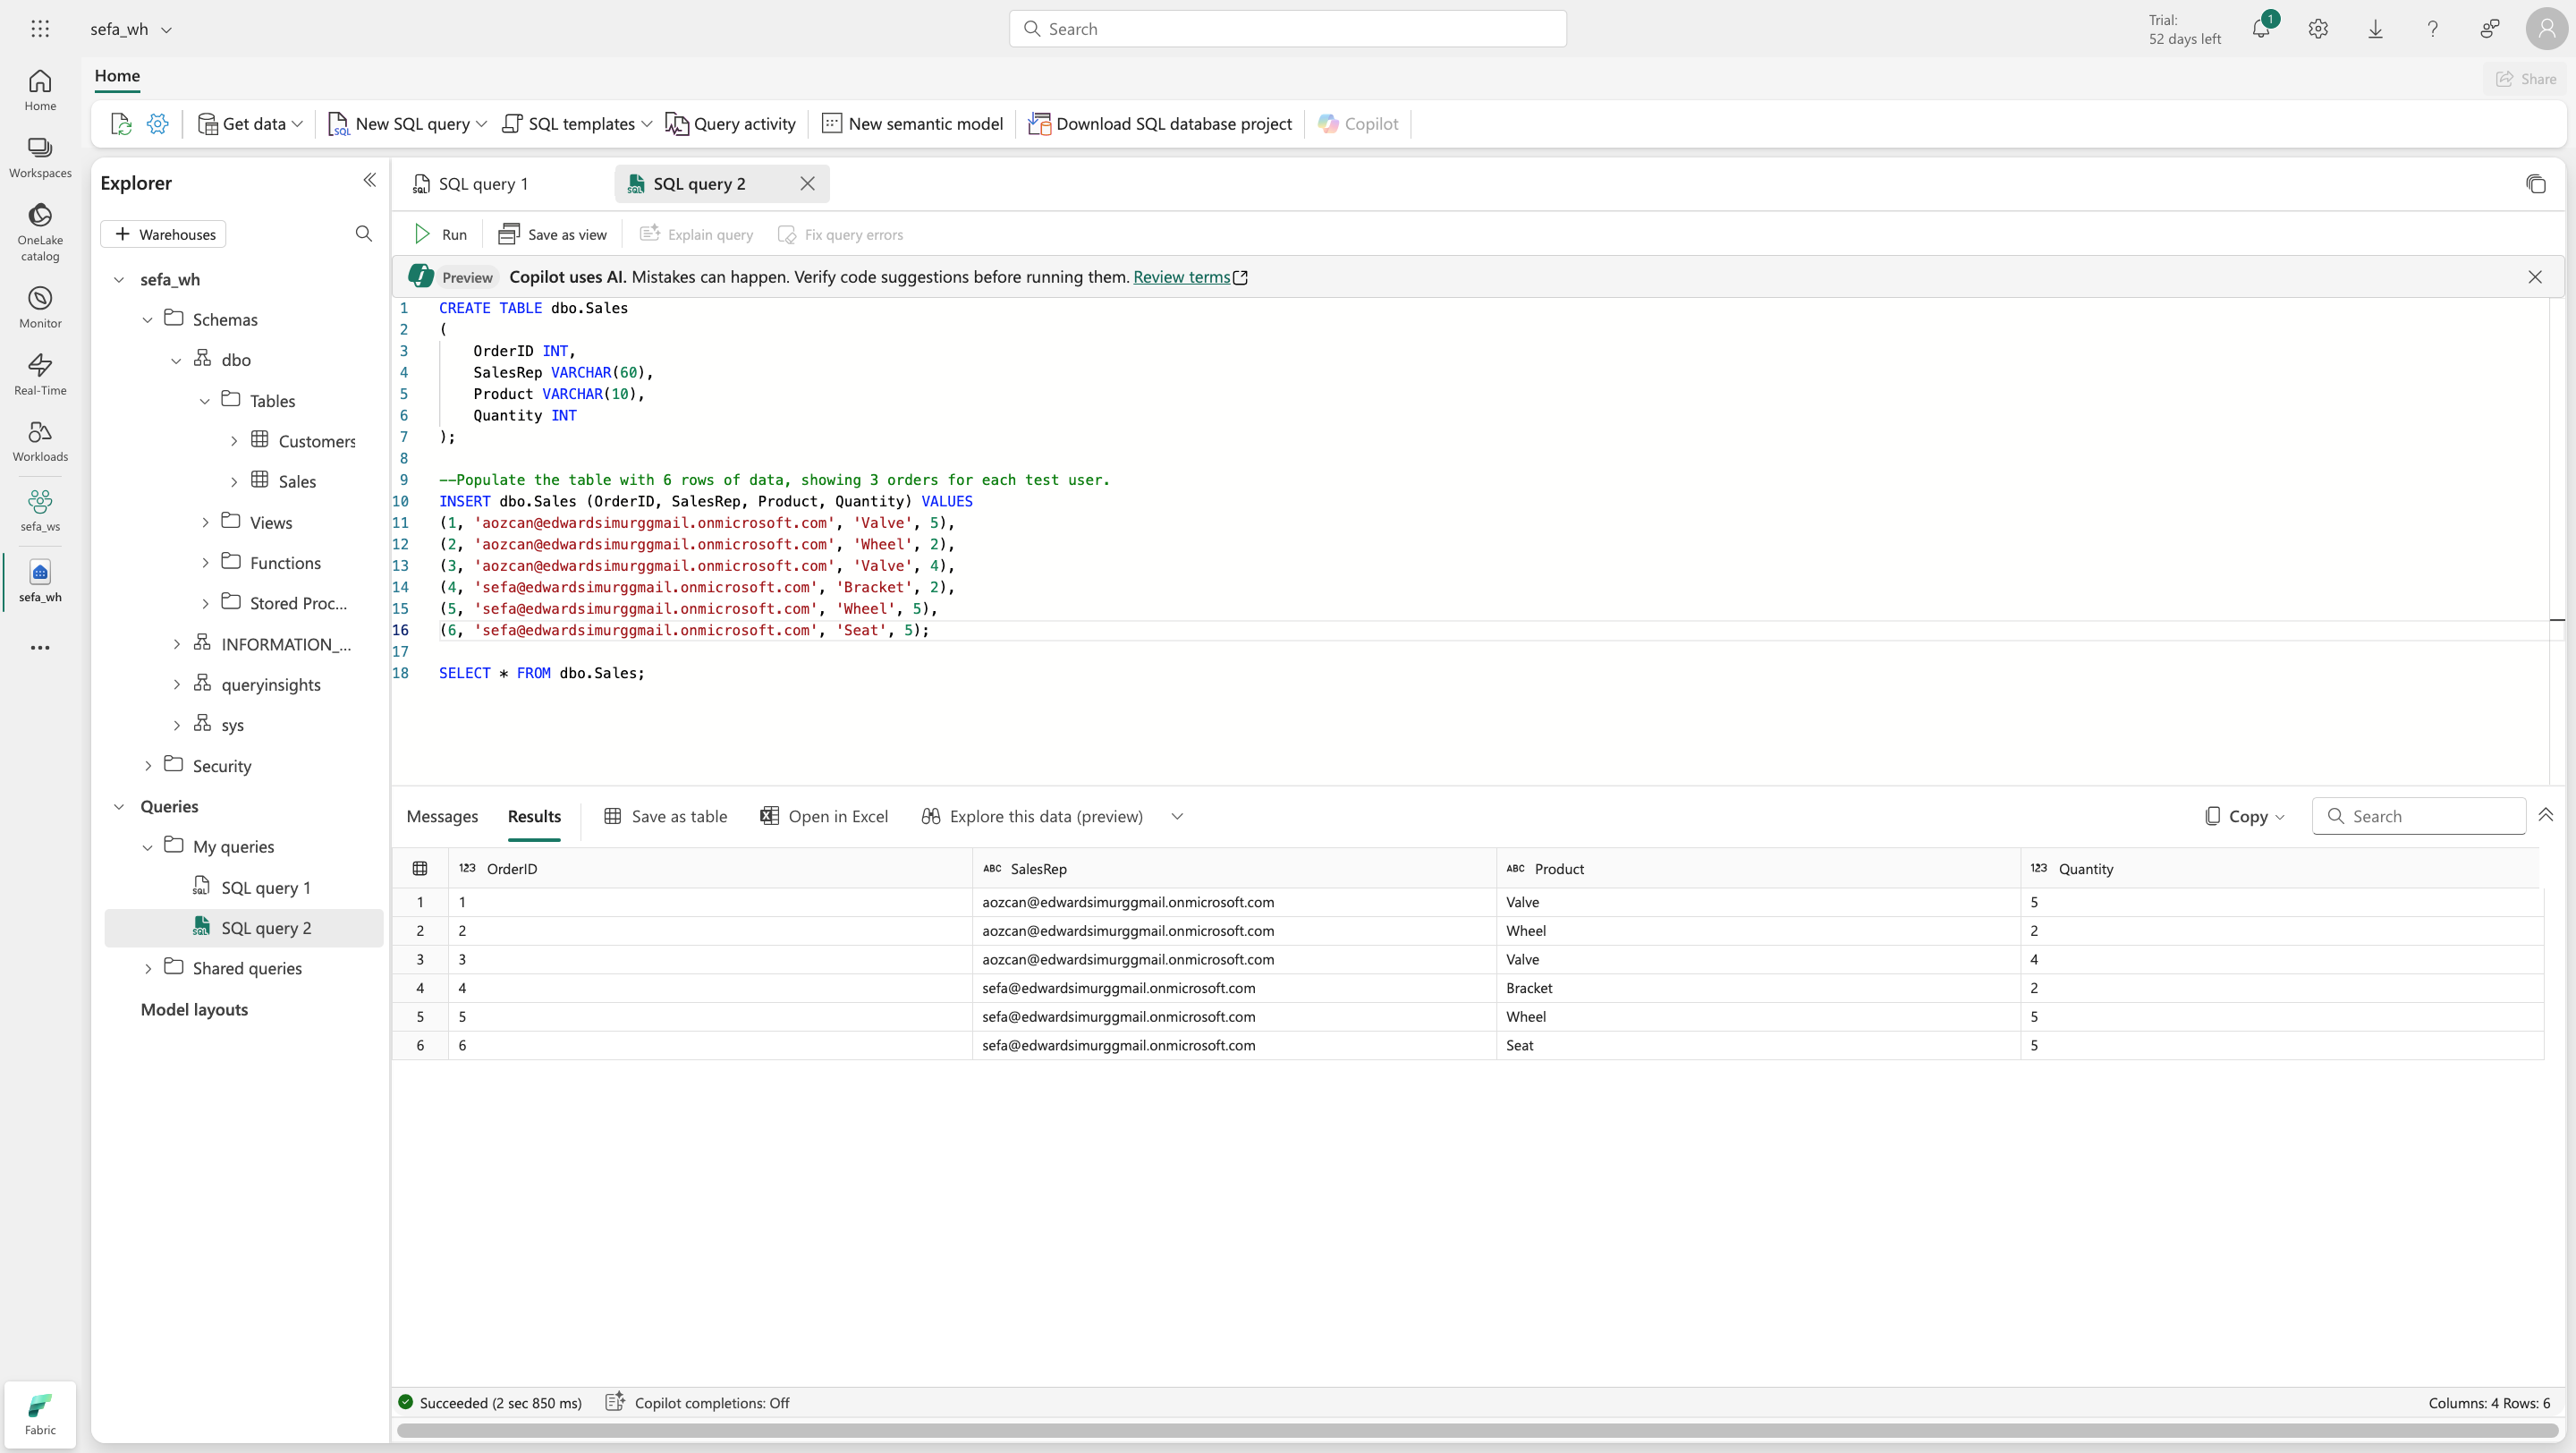 sefa_wh
Search
Trial:
52 days left
1
Home
Share
Get data
New SQL query
SQL templates
Query activity
New semantic model
Download SQL database project
Copilot
Home
Workspaces
OneLake
catalog
Monitor
Real-Time
Workloads
sefa_ws
sefa_wh
Fabric
Explorer
Warehouses
sefa_wh
Schemas
dbo
Tables
Customers
Sales
Views
Functions
Stored Proc...
INFORMATION_...
queryinsights
sys
Security
Queries
My queries
SQL query 1
SQL query 2
Shared queries
Model layouts
SQL query 1
SQL query 2
Run
Save as view
Explain query
Fix query errors
Preview Copilot uses AI. Mistakes can happen. Verify code suggestions before running them. Review terms
1 CREATE TABLE dbo.Sales
2 (
3 OrderID INT,
4 SalesRep VARCHAR(60),
5 Product VARCHAR(10),
6 Quantity INT
7 );
8
9 --Populate the table with 6 rows of data, showing 3 orders for each test user.
10 INSERT dbo.Sales (OrderID, SalesRep, Product, Quantity) VALUES
11 (1, 'aozcan@edwardsimurggmail.onmicrosoft.com', 'Valve', 5),
12 (2, 'aozcan@edwardsimurggmail.onmicrosoft.com', 'Wheel', 2),
13 (3, 'aozcan@edwardsimurggmail.onmicrosoft.com', 'Valve', 4),
14 (4, 'sefa@edwardsimurggmail.onmicrosoft.com', 'Bracket', 2),
15 (5, 'sefa@edwardsimurggmail.onmicrosoft.com', 'Wheel', 5),
16 (6, 'sefa@edwardsimurggmail.onmicrosoft.com', 'Seat', 5);
17
18 SELECT * FROM dbo.Sales;
Messages
Results
Save as table
Open in Excel
Explore this data (preview)
Copy
Search
123 OrderID ABC SalesRep ABC Product 123 Quantity
1 1 aozcan@edwardsimurggmail.onmicrosoft.com Valve 5
2 2 aozcan@edwardsimurggmail.onmicrosoft.com Wheel 2
3 3 aozcan@edwardsimurggmail.onmicrosoft.com Valve 4
4 4 sefa@edwardsimurggmail.onmicrosoft.com Bracket 2
5 5 sefa@edwardsimurggmail.onmicrosoft.com Wheel 5
6 6 sefa@edwardsimurggmail.onmicrosoft.com Seat 5
Succeeded (2 sec 850 ms)
Copilot completions: Off
Columns: 4 Rows: 6